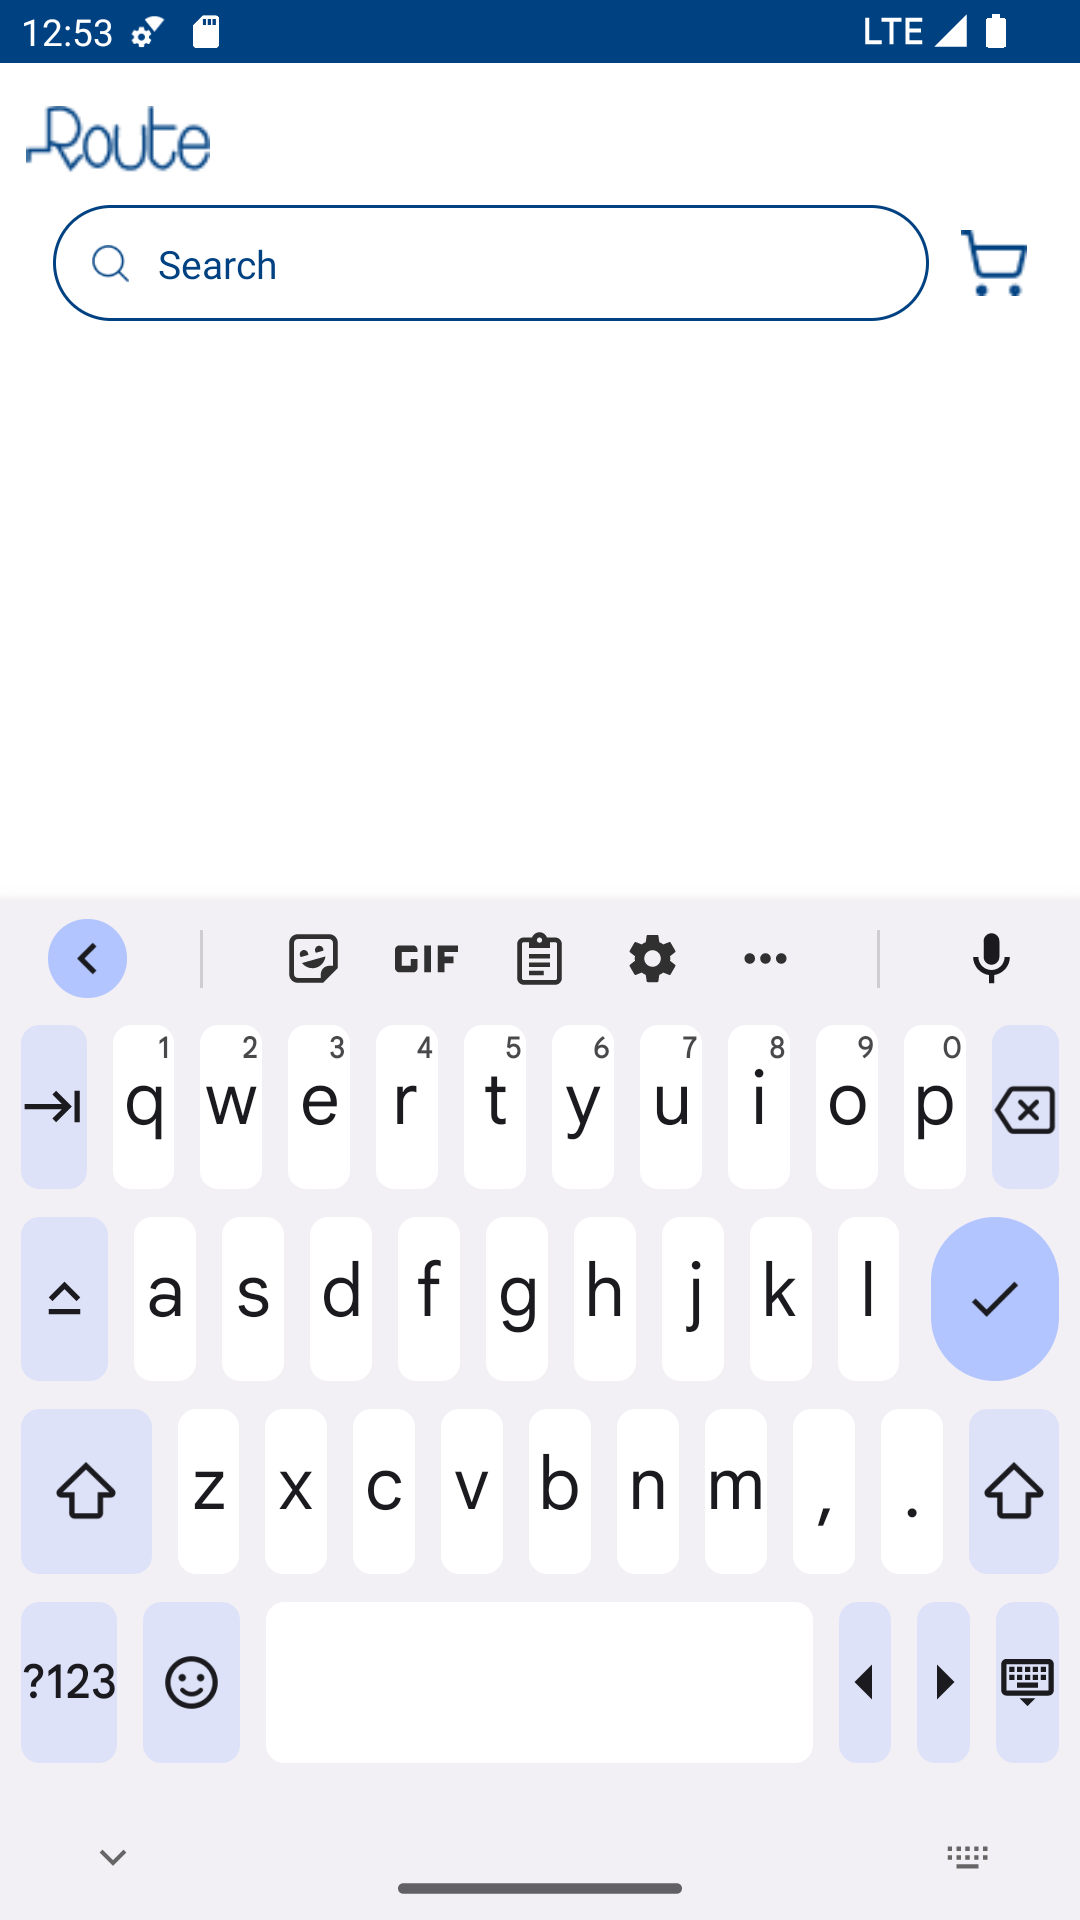 12:53 LTE
Route
Search
GIF
1 2 3 4 5 6 7 8 9 0
q w e r t y u i o p
a s d f g h j k l
z x c v b n m , .
?123